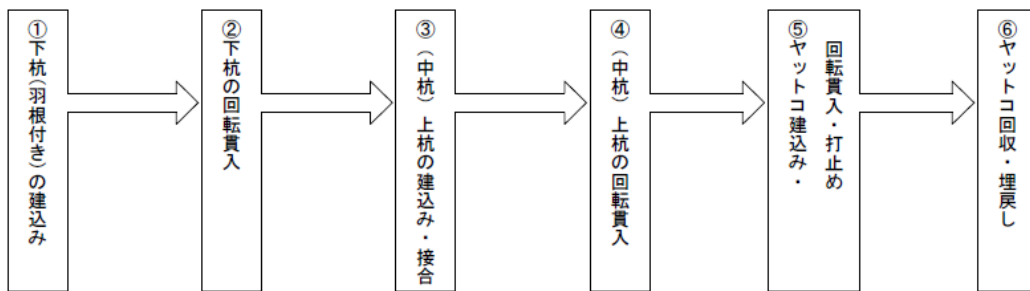 ①下杭（羽根付き）の建込み
②下杭の回転貫入
③（中杭）上杭の建込み・接合
④（中杭）上杭の回転貫入
⑤ヤットコ建込み・
回転貫入・打止め
⑥ヤットコ回収・埋戻し